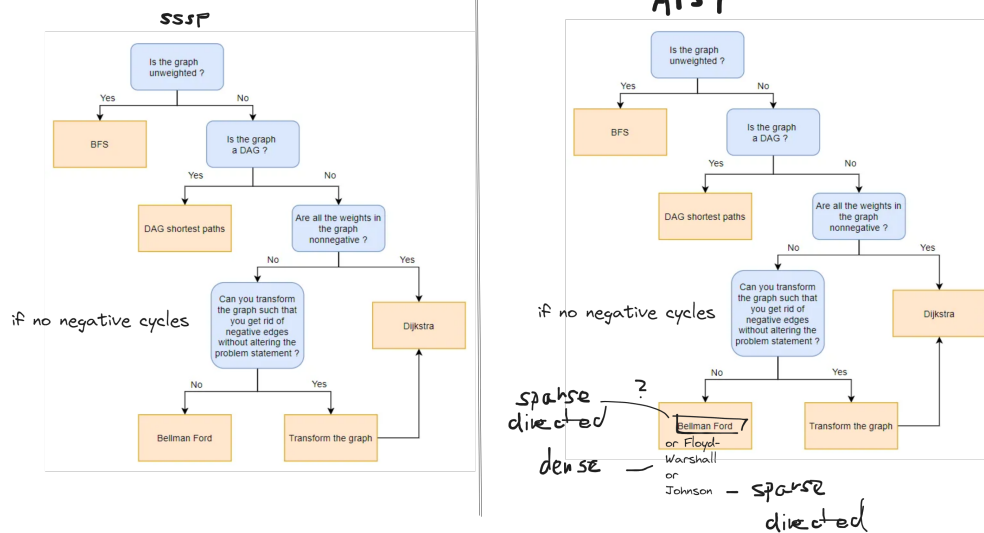 SSSP
Is the graph
unweighted ?
Yes
No
BFS
Is the graph
a DAG ?
Yes
No
DAG shortest paths
Are all the weights in
the graph
nonnegative ?
No
Yes
if no negative cycles
Can you transform
the graph such that
you get rid of
negative edges
without altering the
problem statement ?
Dijkstra
No
Yes
Bellman Ford
Transform the graph
APSP
Is the graph
unweighted ?
Yes
No
BFS
Is the graph
a DAG ?
Yes
No
DAG shortest paths
Are all the weights in
the graph
nonnegative ?
No
Yes
if no negative cycles
Can you transform
the graph such that
you get rid of
negative edges
without altering the
problem statement ?
Dijkstra
No
Yes
?
sparse
directed
Bellman Ford
Transform the graph
or Floyd-
Warshall
dense
or
Johnson - sparse
directed